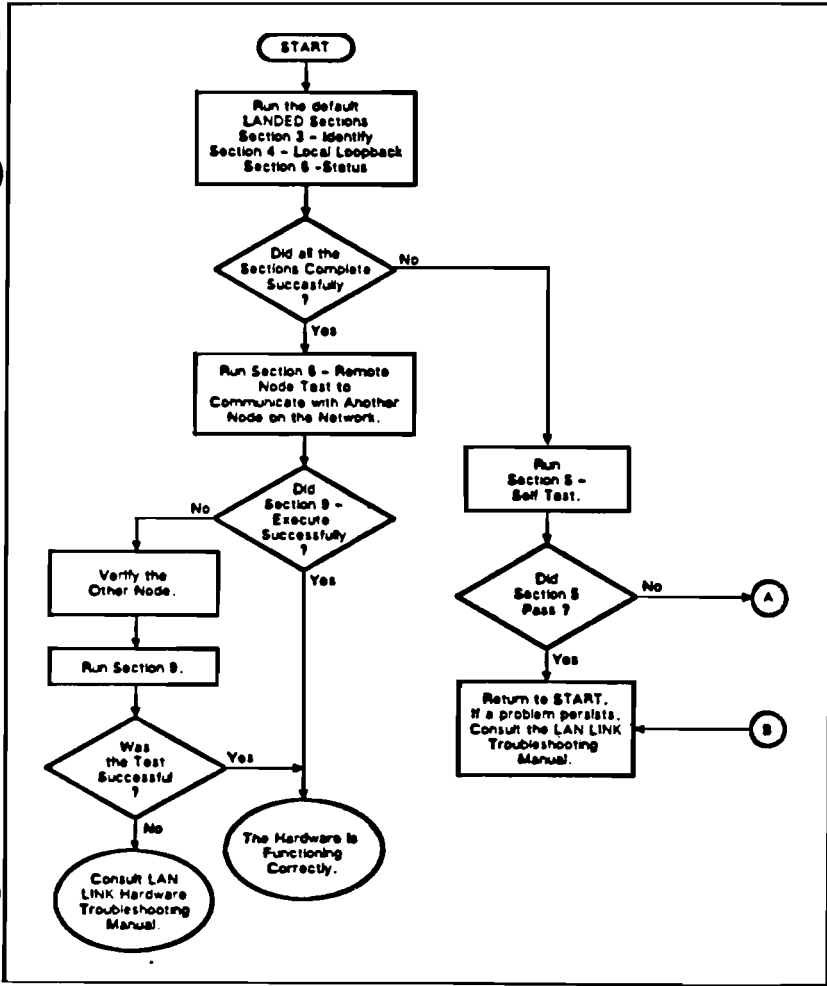 START
Run the default
LANDED Sections
Section 3 - Identify
Section 4 - Local Loopback
Section 6 -Status
Did all the
Sections Complete
Succesfully
?
No
Yes
Run Section 8 - Remote
Node Test to
Communicate with Another
Node on the Network.
Did
Section 9 -
Execute
Successfully
?
No
Yes
Verify the
Other Node.
Run Section 9.
Was
the Test
Successful
?
Yes
No
The Hardware is
Functioning
Correctly.
Consult LAN
LINK Hardware
Troubleshooting
Manual.
Run
Section 5 -
Self Test.
Did
Section 5
Pass ?
No
A
Yes
Return to START.
If a problem persists,
Consult the LAN LINK
Troubleshooting
Manual.
B